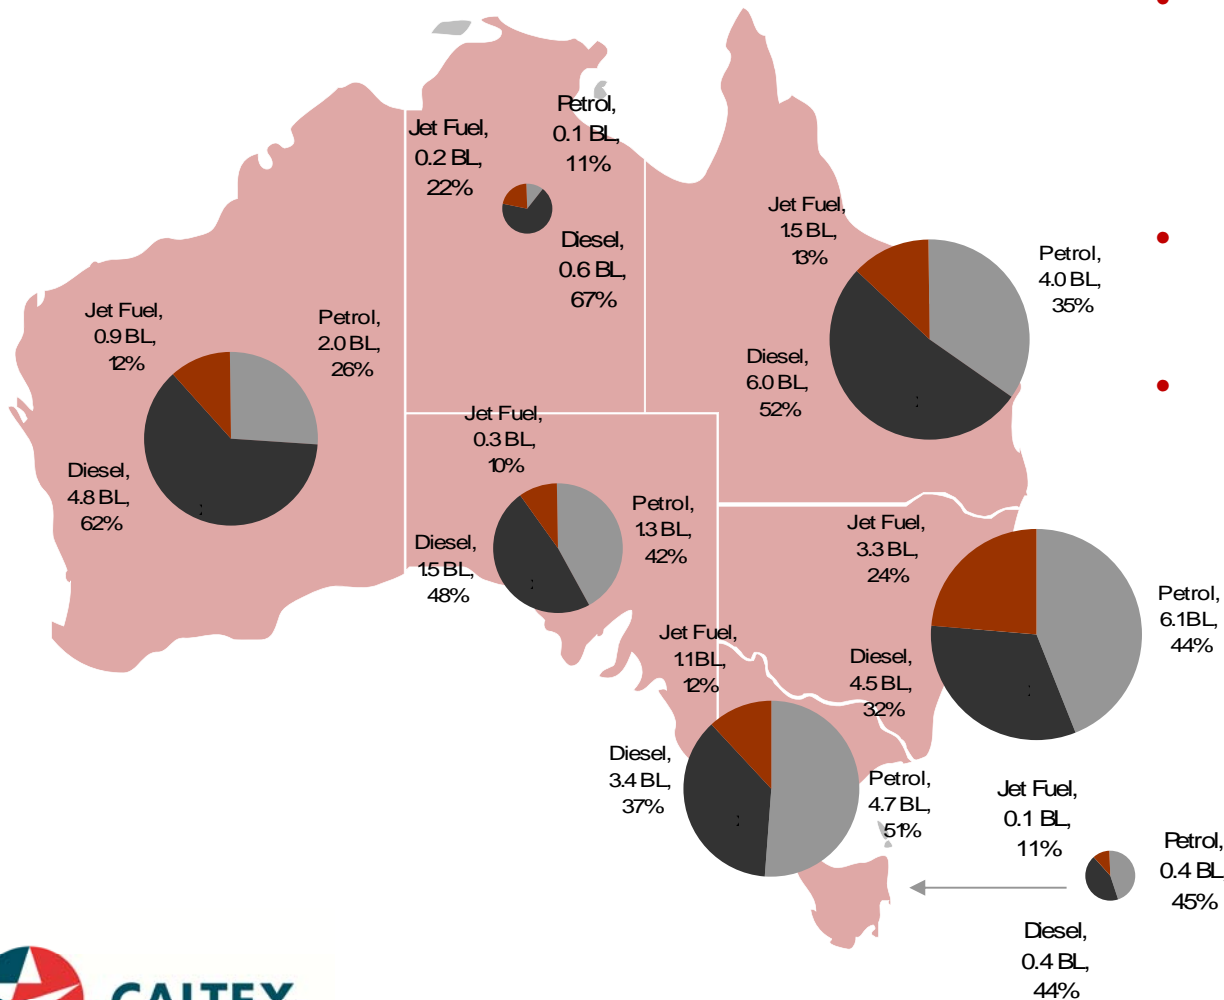 Petrol,
0.1 BL,
11%
Jet Fuel,
0.2 BL,
22%
Diesel,
0.6 BL,
67%
Jet Fuel,
1.5 BL,
13%
Petrol,
4.0 BL,
35%
Diesel,
6.0 BL,
52%
Jet Fuel,
0.9 BL,
12%
Petrol,
2.0 BL,
26%
Diesel,
4.8 BL,
62%
Jet Fuel,
0.3 BL,
10%
Petrol,
1.3 BL,
42%
Diesel,
1.5 BL,
48%
Jet Fuel,
3.3 BL,
24%
Petrol,
6.1 BL,
44%
Diesel,
4.5 BL,
32%
Jet Fuel,
1.1 BL,
12%
Diesel,
3.4 BL,
37%
Petrol,
4.7 BL,
51%
Jet Fuel,
0.1 BL,
11%
Petrol,
0.4 BL,
45%
Diesel,
0.4 BL,
44%
CALTEX